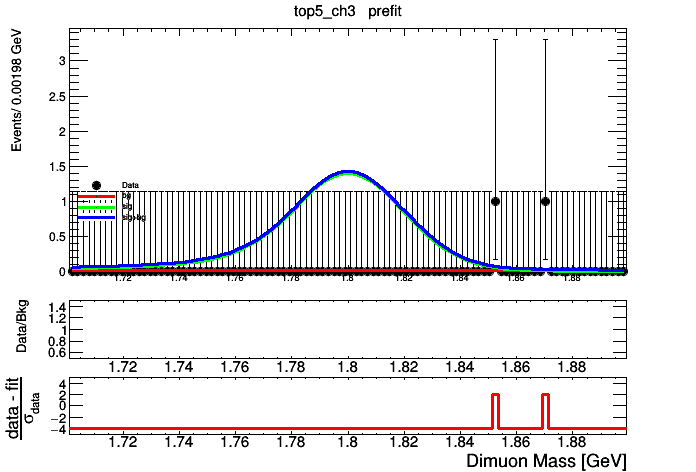 top5_ch3 prefit
Events/ 0.00198 GeV
3
2.5
2
1.5
1
0.5
0
Data
bg
sig
sig+bg
1.72 1.74 1.76 1.78 1.8 1.82 1.84 1.86 1.88
Data/Bkg
1.4
1.2
1
0.8
0.6
1.72 1.74 1.76 1.78 1.8 1.82 1.84 1.86 1.88
data - fit
σdata
4
2
0
−2
−4
1.72 1.74 1.76 1.78 1.8 1.82 1.84 1.86 1.88
Dimuon Mass [GeV]